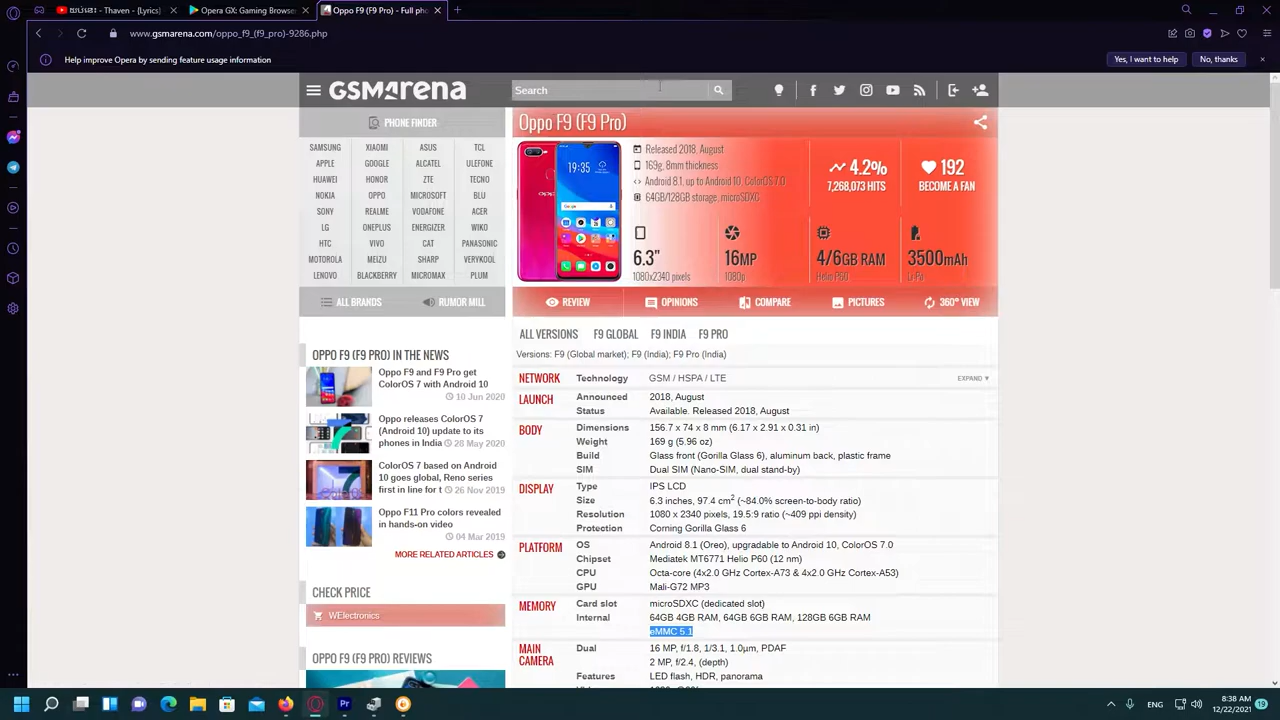 - Thaven - YouTube
Opera GX: Gaming Browser
Oppo F9 (F9 Pro) - Full pho
www.gsmarena.com/oppo_f9_(f9_pro)-9286.php
Help improve Opera by sending feature usage information
Yes, I want to help
No, thanks
GSMarena
Search
PHONE FINDER
SAMSUNG XIAOMI ASUS TCL
APPLE GOOGLE ALCATEL ULEFONE
HUAWEI HONOR ZTE TECNO
NOKIA OPPO MICROSOFT BLU
SONY REALME VODAFONE ACER
LG ONEPLUS ENERGIZER WIKO
HTC VIVO CAT PANASONIC
MOTOROLA MEIZU SHARP VERYKOOL
LENOVO BLACKBERRY MICROMAX PLUM
ALL BRANDS RUMOR MILL
Oppo F9 (F9 Pro)
19:35
Released 2018, August
169g, 8mm thickness
Android 8.1, up to Android 10, ColorOS 7.0
64GB/128GB storage, microSDXC
4.2%
7,268,073 HITS
192
BECOME A FAN
6.3"
1080x2340 pixels
16MP
1080p
4/6GB RAM
Helio P60
3500mAh
Li-Po
REVIEW OPINIONS COMPARE PICTURES 360° VIEW
ALL VERSIONS F9 GLOBAL F9 INDIA F9 PRO
Versions: F9 (Global market); F9 (India); F9 Pro (India)
NETWORK Technology GSM / HSPA / LTE EXPAND ▼
LAUNCH Announced 2018, August
Status Available. Released 2018, August
BODY Dimensions 156.7 x 74 x 8 mm (6.17 x 2.91 x 0.31 in)
Weight 169 g (5.96 oz)
Build Glass front (Gorilla Glass 6), aluminum back, plastic frame
SIM Dual SIM (Nano-SIM, dual stand-by)
DISPLAY Type IPS LCD
Size 6.3 inches, 97.4 cm2 (~84.0% screen-to-body ratio)
Resolution 1080 x 2340 pixels, 19.5:9 ratio (~409 ppi density)
Protection Corning Gorilla Glass 6
PLATFORM OS Android 8.1 (Oreo), upgradable to Android 10, ColorOS 7.0
Chipset Mediatek MT6771 Helio P60 (12 nm)
CPU Octa-core (4x2.0 GHz Cortex-A73 & 4x2.0 GHz Cortex-A53)
GPU Mali-G72 MP3
MEMORY Card slot microSDXC (dedicated slot)
Internal 64GB 4GB RAM, 64GB 6GB RAM, 128GB 6GB RAM
eMMC 5.1
MAIN CAMERA Dual 16 MP, f/1.8, 1/3.1, 1.0µm, PDAF
2 MP, f/2.4, (depth)
Features LED flash, HDR, panorama
OPPO F9 (F9 PRO) IN THE NEWS
Oppo F9 and F9 Pro get
ColorOS 7 with Android 10
10 Jun 2020
Oppo releases ColorOS 7
(Android 10) update to its
phones in India 28 May 2020
ColorOS 7 based on Android
10 goes global, Reno series
first in line for t 26 Nov 2019
Oppo F11 Pro colors revealed
in hands-on video
04 Mar 2019
MORE RELATED ARTICLES
CHECK PRICE
WElectronics
OPPO F9 (F9 PRO) REVIEWS
ENG
8:38 AM
12/22/2021
19